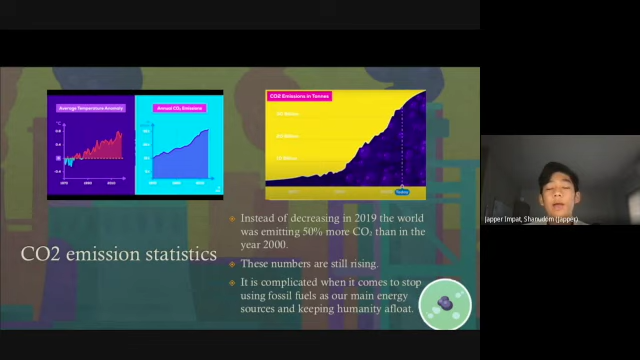 Average Temperature Anomaly
Annual CO₂ Emissions
CO2 Emissions in Tonnes
Today
Instead of decreasing in 2019 the world
was emitting 50% more CO₂ than in the
year 2000.
CO2 emission statistics
These numbers are still rising.
It is complicated when it comes to stop
using fossil fuels as our main energy
sources and keeping humanity afloat.
Japper Impat, Shanudom (Japper)